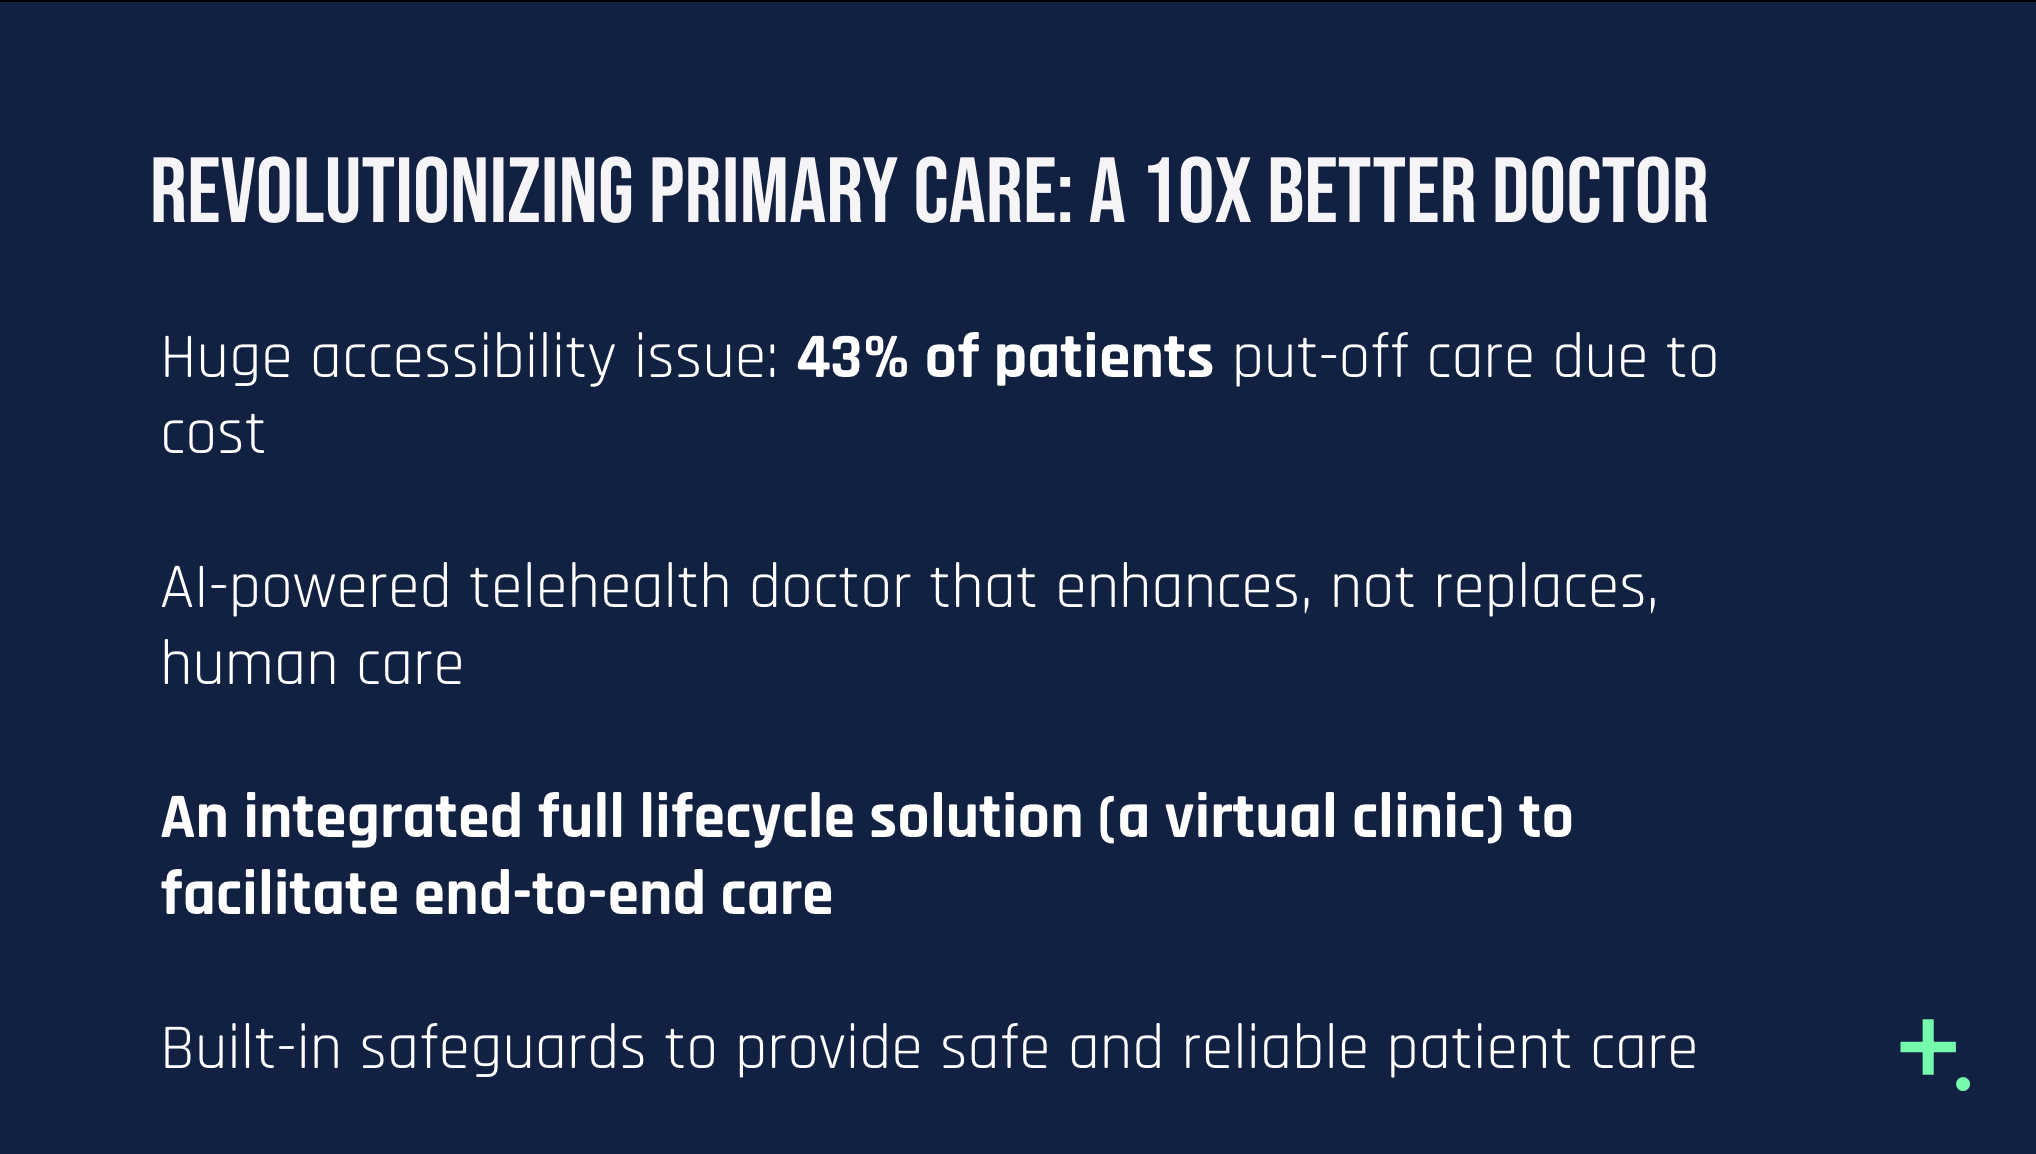 REVOLUTIONIZING PRIMARY CARE: A 10X BETTER DOCTOR
Huge accessibility issue: 43% of patients put-off care due to
cost
AI-powered telehealth doctor that enhances, not replaces,
human care
An integrated full lifecycle solution (a virtual clinic) to
facilitate end-to-end care
Built-in safeguards to provide safe and reliable patient care